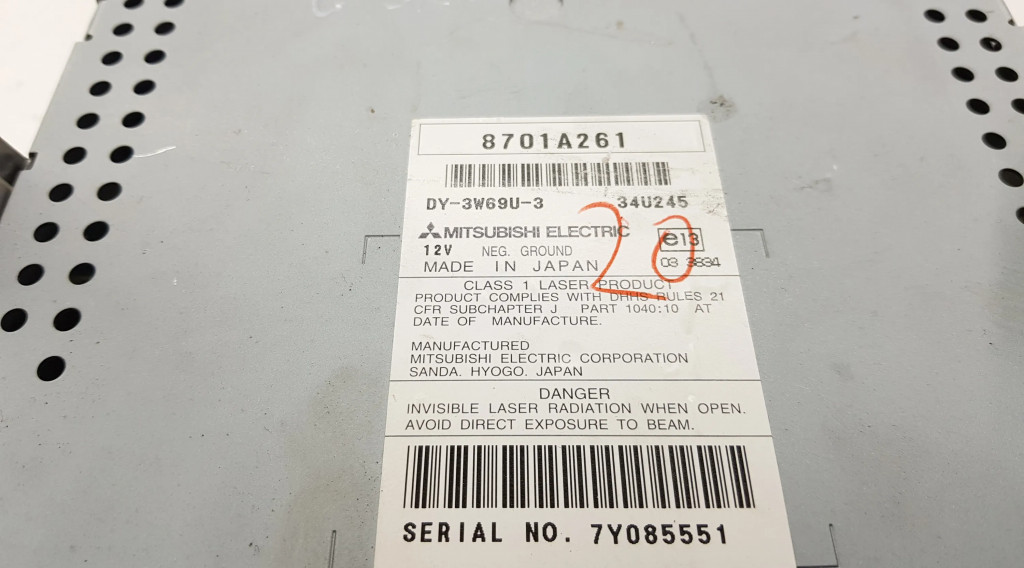 8701A261
DY-3W69U-3 34U245
MITSUBISHI ELECTRIC
20
e13
12V NEG. GROUND
03 3834
MADE IN JAPAN
CLASS 1 LASER PRODUCT
PRODUCT COMPLIES WITH DHHS RULES 21
CFR SUBCHAPTER J PART 1040:10 AT
DATE OF MANUFACTURE.
MANUFACTURED
MITSUBISHI ELECTRIC CORPORATION
SANDA. HYOGO. JAPAN
DANGER
INVISIBLE LASER RADIATION WHEN OPEN.
AVOID DIRECT EXPOSURE TO BEAM.
SERIAL NO. 7Y085551